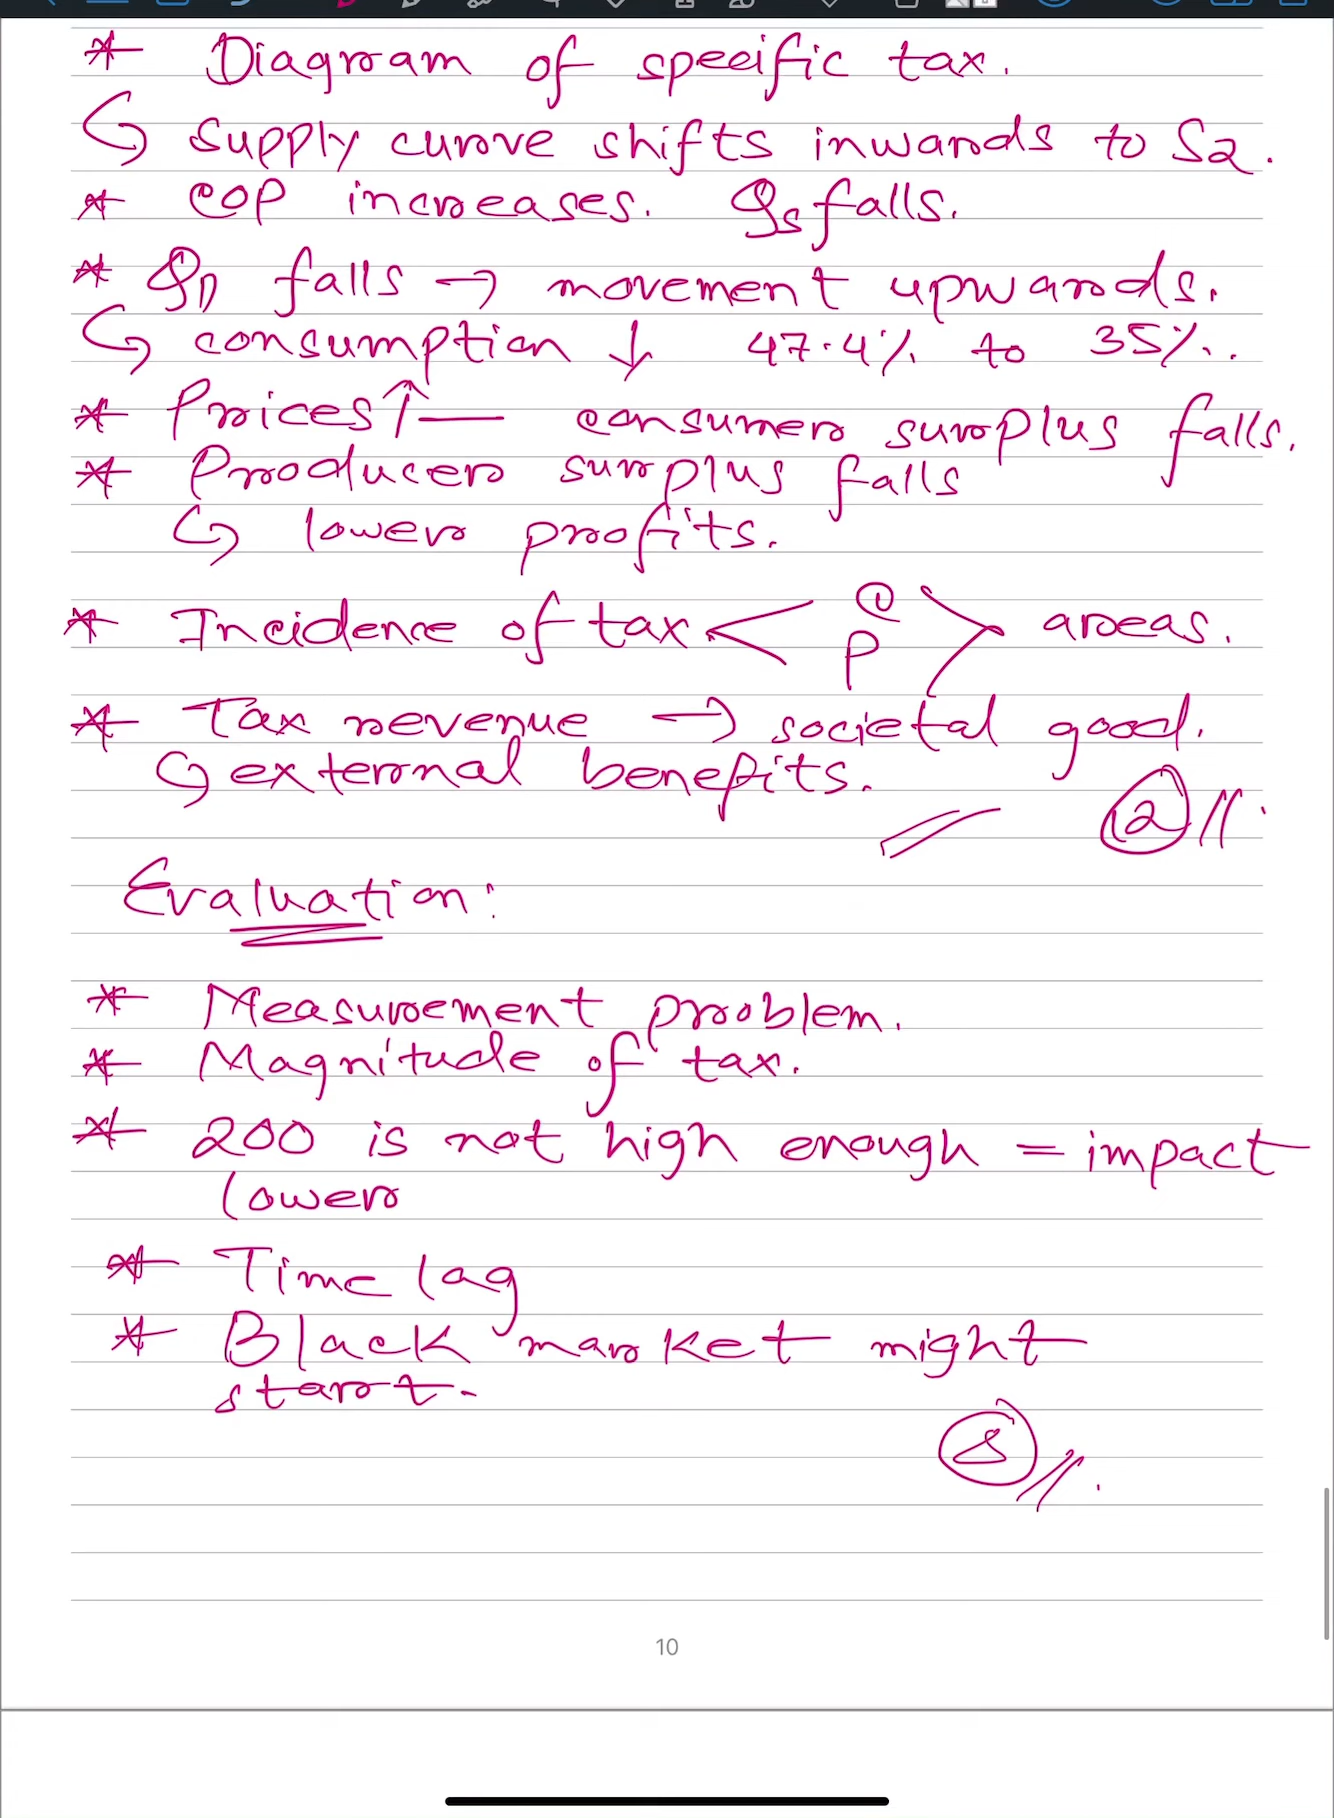 * Diagram of specific tax.
↳ supply curve shifts inwards to S2.
* COP increases. Qs falls.
* QD falls → movement upwards.
↳ consumption ↓ 47.4% to 35%.
* Prices↑ — consumer surplus falls.
* Producer surplus falls
↳ lower profits.
* Incidence of tax < C P > areas.
* Tax revenue → societal good.
↳ external benefits.
2 //.
Evaluation:
* Measurement problem.
* Magnitude of tax.
* 200 is not high enough = impact
lower
* Time lag
* Black market might
start.
//.
10